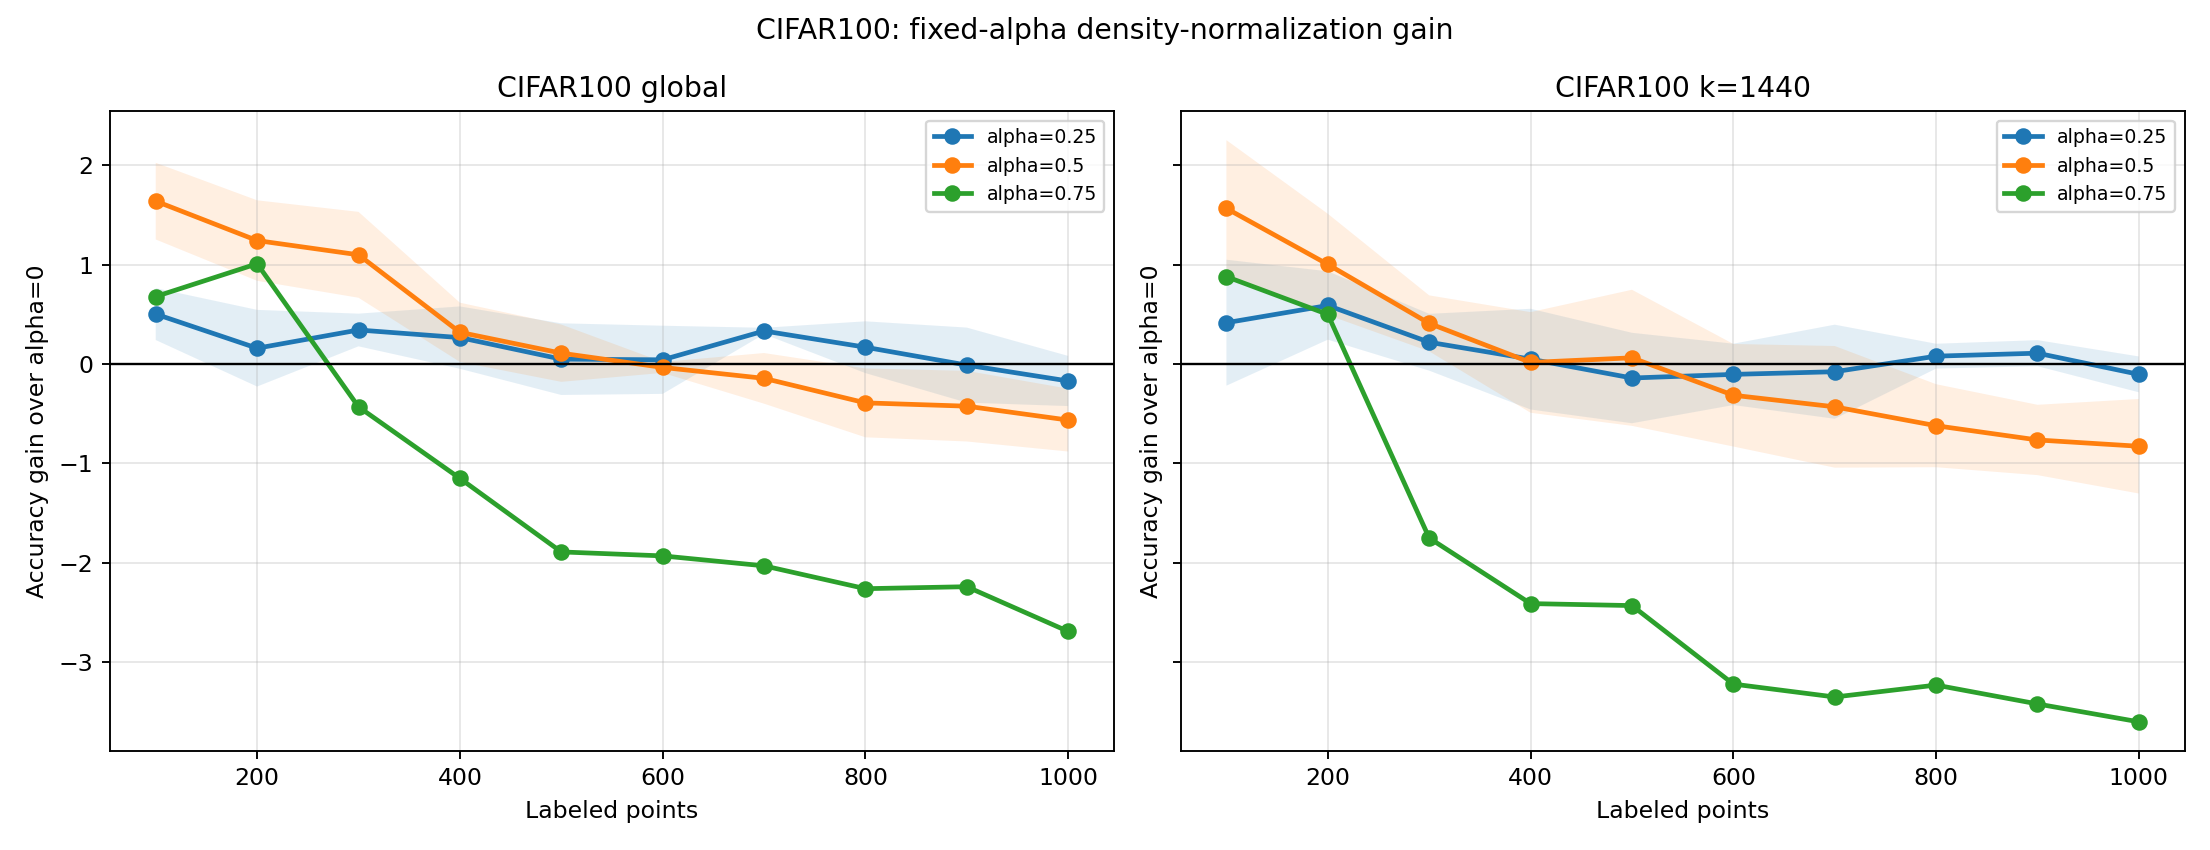 CIFAR100: fixed-alpha density-normalization gain
CIFAR100 global
alpha=0.25
alpha=0.5
alpha=0.75
2
1
0
−1
−2
−3
Accuracy gain over alpha=0
200
400
600
800
1000
Labeled points
CIFAR100 k=1440
alpha=0.25
alpha=0.5
alpha=0.75
Accuracy gain over alpha=0
200
400
600
800
1000
Labeled points